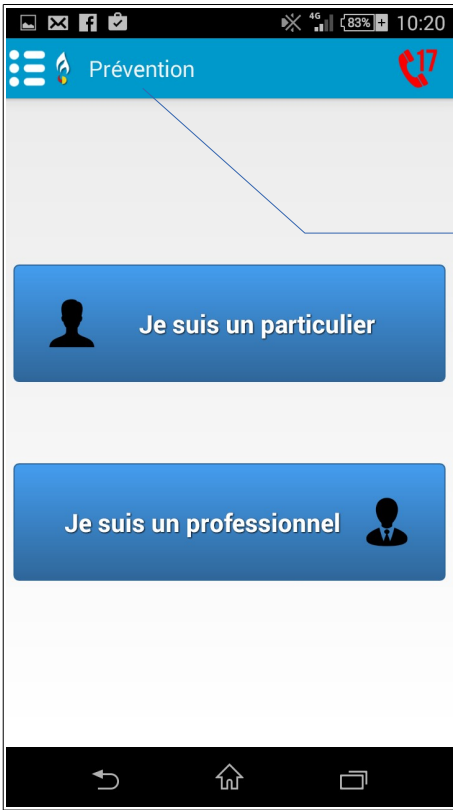 4G 83% 10:20
Prévention 17
Je suis un particulier
Je suis un professionnel